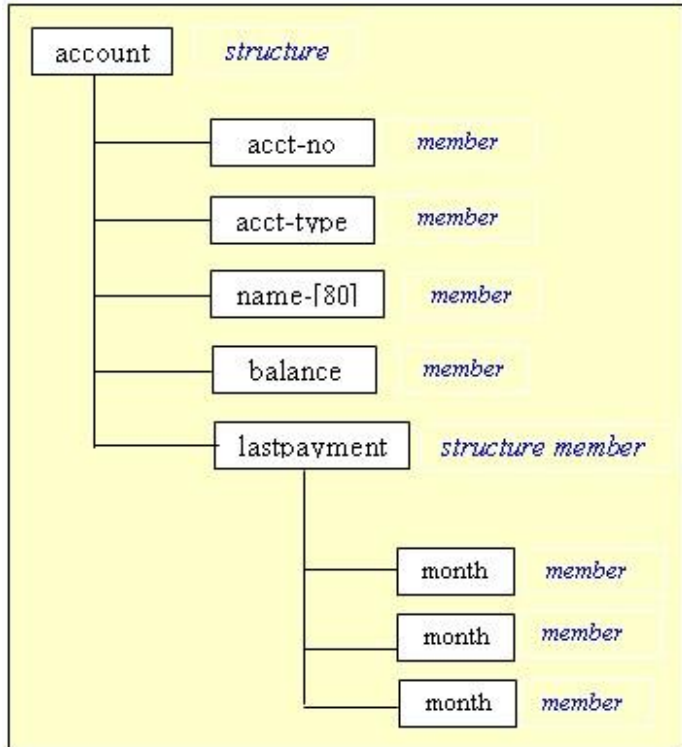 account structure
acct-no member
acct-type member
name-[80] member
balance member
lastpayment structure member
month member
month member
month member